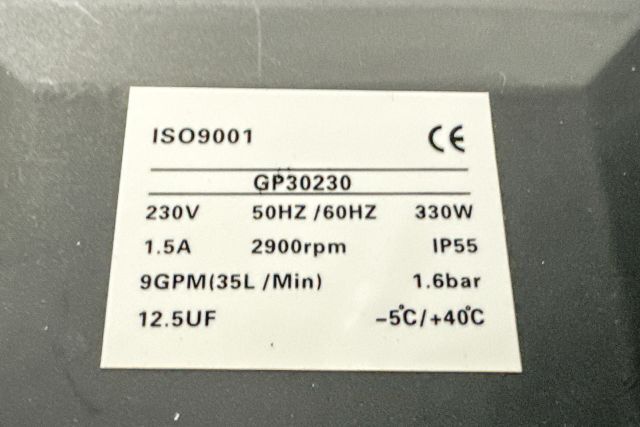 ISO9001 CE
GP30230
230V 50HZ /60HZ 330W
1.5A 2900rpm IP55
9GPM(35L /Min) 1.6bar
12.5UF -5℃/+40℃